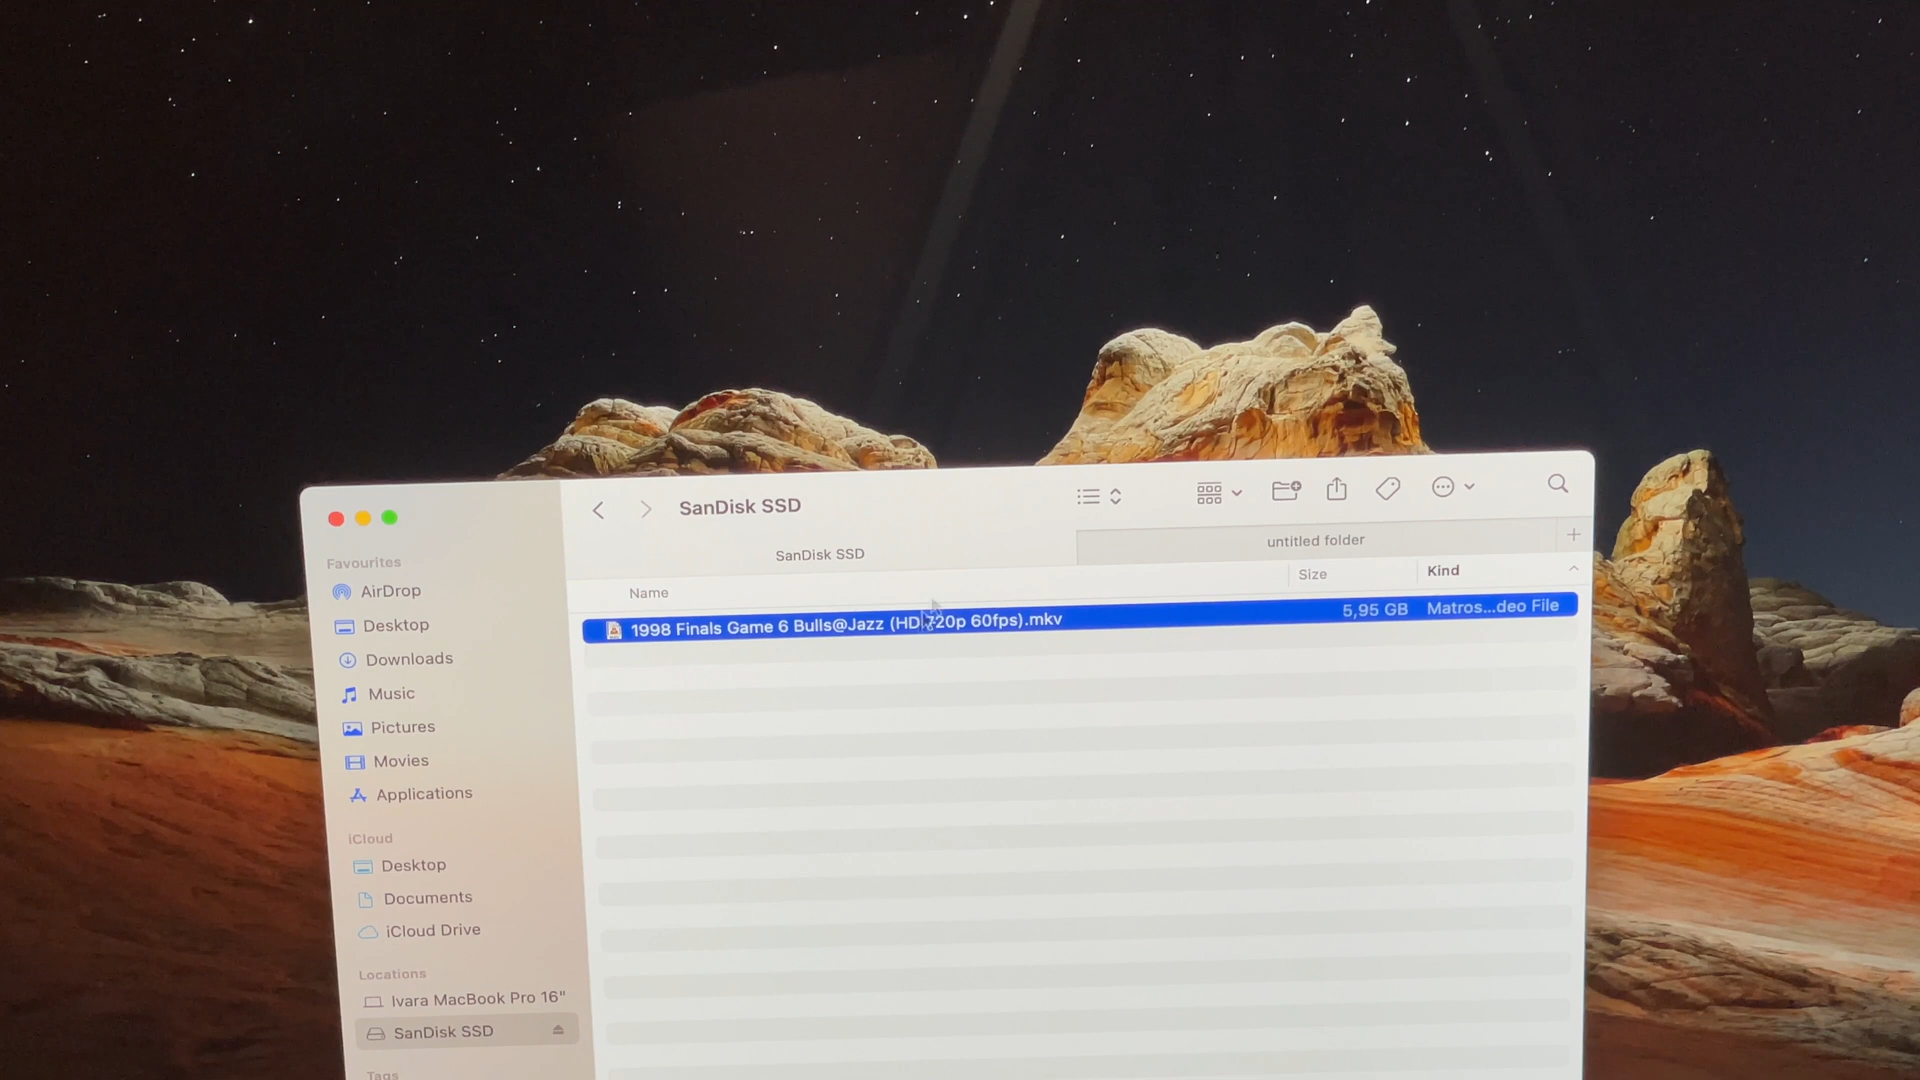 SanDisk SSD
SanDisk SSD
untitled folder
Name
Size
Kind
1998 Finals Game 6 Bulls@Jazz (HD 720p 60fps).mkv
5,95 GB
Matros...deo File
Favourites
AirDrop
Desktop
Downloads
Music
Pictures
Movies
Applications
iCloud
Desktop
Documents
iCloud Drive
Locations
Ivara MacBook Pro 16"
SanDisk SSD
Tags